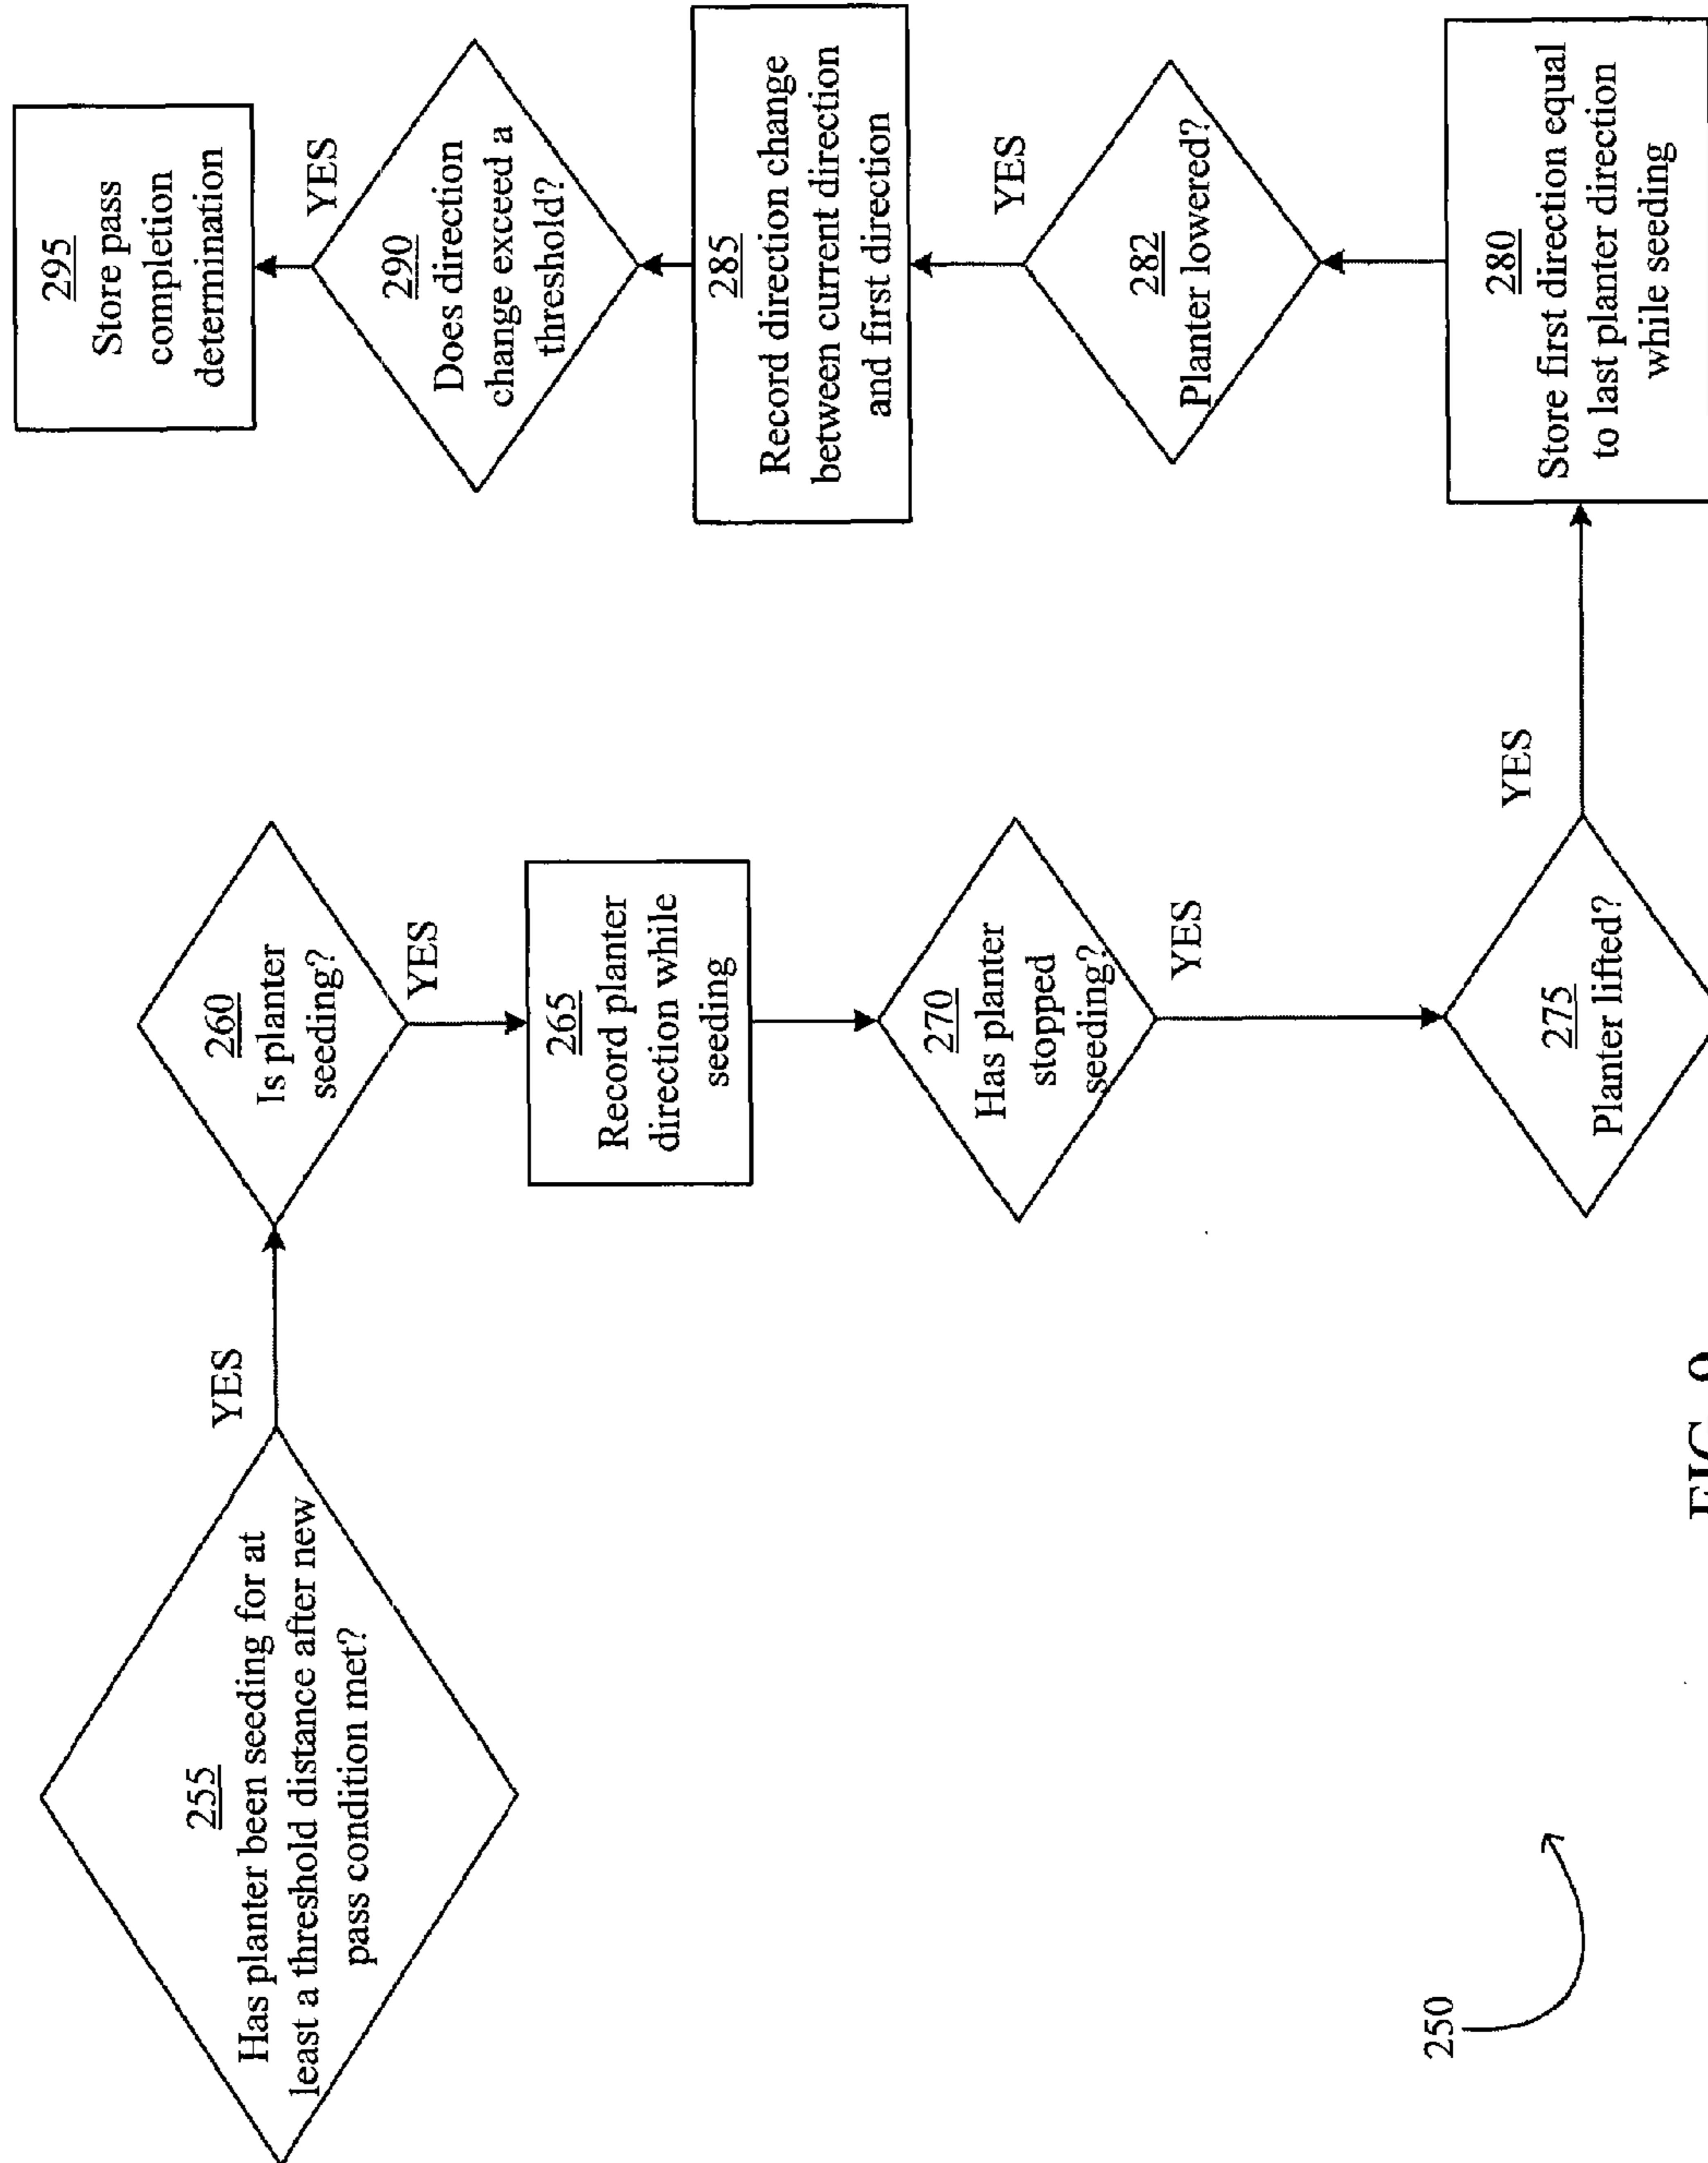 255
Has planter been seeding for at
least a threshold distance after new
pass condition met?
YES
260
Is planter
seeding?
YES
265
Record planter
direction while
seeding
270
Has planter
stopped
seeding?
YES
275
Planter lifted?
YES
280
Store first direction equal
to last planter direction
while seeding
282
Planter lowered?
YES
285
Record direction change
between current direction
and first direction
290
Does direction
change exceed a
threshold?
YES
295
Store pass
completion
determination
250
FIG.